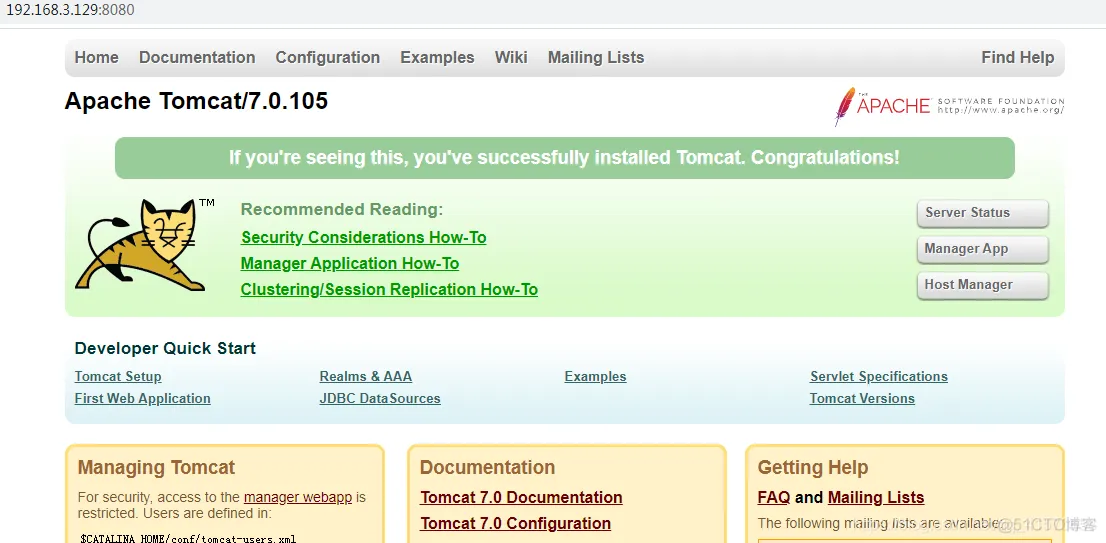 192.168.3.129:8080
Home Documentation Configuration Examples Wiki Mailing Lists Find Help
Apache Tomcat/7.0.105
THE APACHE SOFTWARE FOUNDATION
http://www.apache.org/
If you're seeing this, you've successfully installed Tomcat. Congratulations!
TM
Recommended Reading:
Security Considerations How-To
Manager Application How-To
Clustering/Session Replication How-To
Server Status
Manager App
Host Manager
Developer Quick Start
Tomcat Setup Realms & AAA Examples Servlet Specifications
First Web Application JDBC DataSources Tomcat Versions
Managing Tomcat
For security, access to the manager webapp is
restricted. Users are defined in:
$CATALINA_HOME/conf/tomcat-users.xml
Documentation
Tomcat 7.0 Documentation
Tomcat 7.0 Configuration
Getting Help
FAQ and Mailing Lists
The following mailing lists are available
@51CTO博客